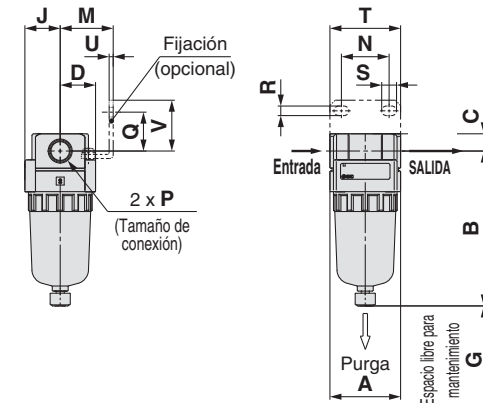 J
M
U
D
Fijación
(opcional)
Q
V
2 x P
(Tamaño de
conexión)
T
N
S
R
C
Entrada
SALIDA
B
Purga
A
Espacio libre para
mantenimiento
G